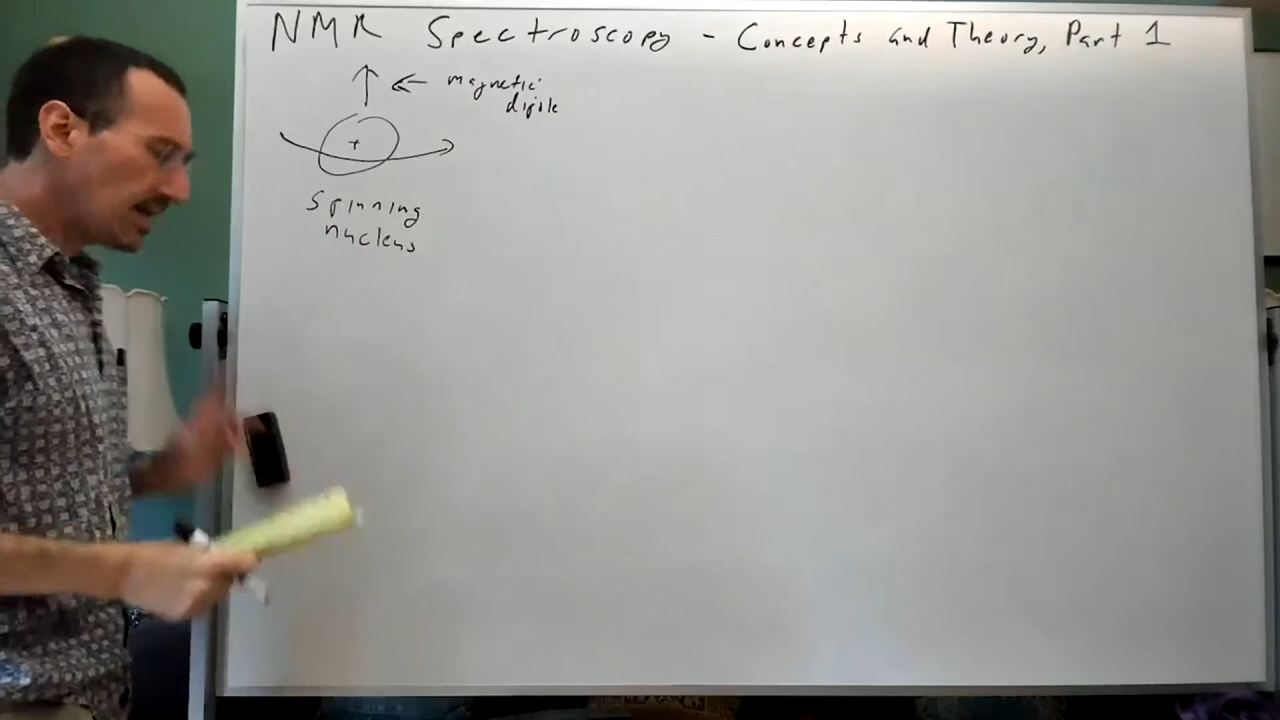 NMR Spectroscopy - Concepts and Theory, Part 1
↑ ← magnetic
dipole
+
Spinning
nucleus